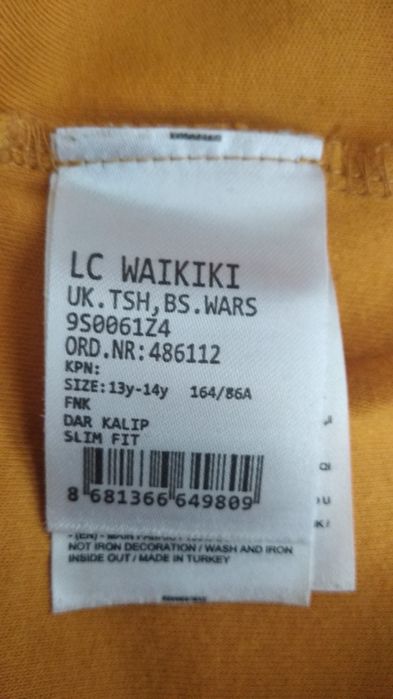 LC WAIKIKI
UK.TSH,BS.WARS
9S0061Z4
ORD.NR:486112
KPN:
SIZE:13y-14y 164/86A
FNK
DAR KALIP
SLIM FIT
8 681366 649809
NOT IRON DECORATION / WASH AND IRON
INSIDE OUT / MADE IN TURKEY